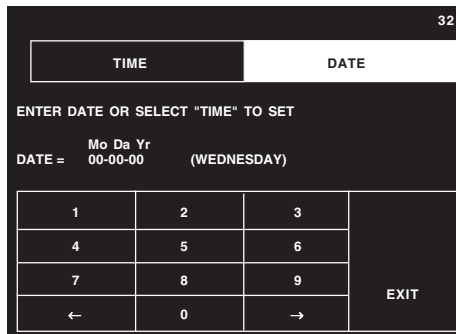 32
TIME DATE
ENTER DATE OR SELECT "TIME" TO SET
Mo Da Yr
DATE = 00-00-00 (WEDNESDAY)
1 2 3
4 5 6
7 8 9
EXIT
← 0 →